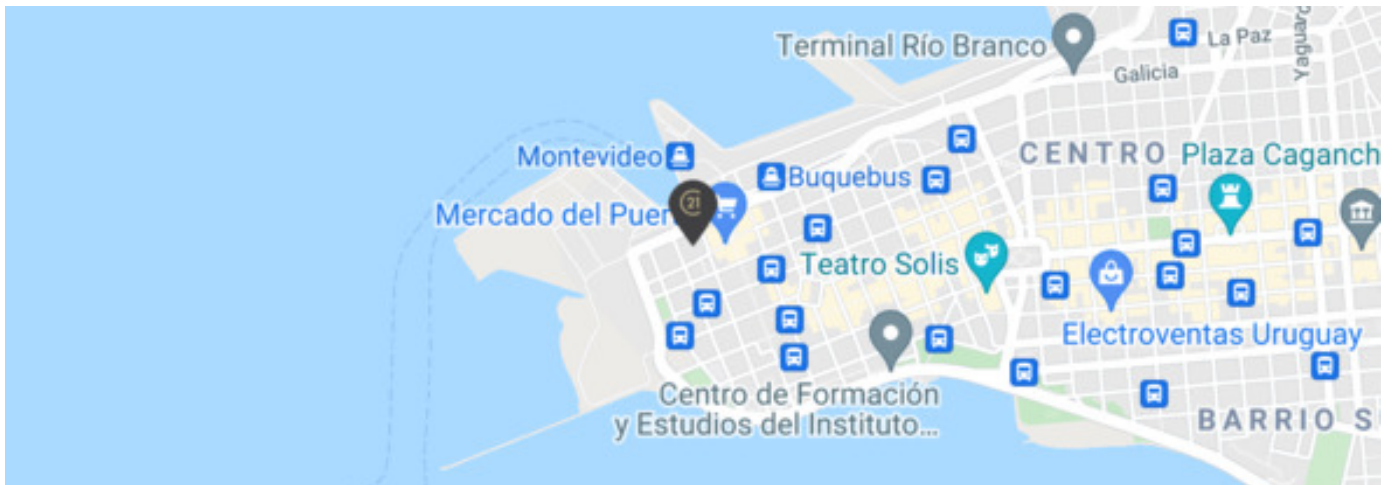 Terminal Río Branco
La Paz
Yaguaro
Galicia
Montevideo
Buquebus
CENTRO
Plaza Caganch
Mercado del Puer
21
Teatro Solis
Electroventas Uruguay
Centro de Formación
y Estudios del Instituto...
BARRIO S